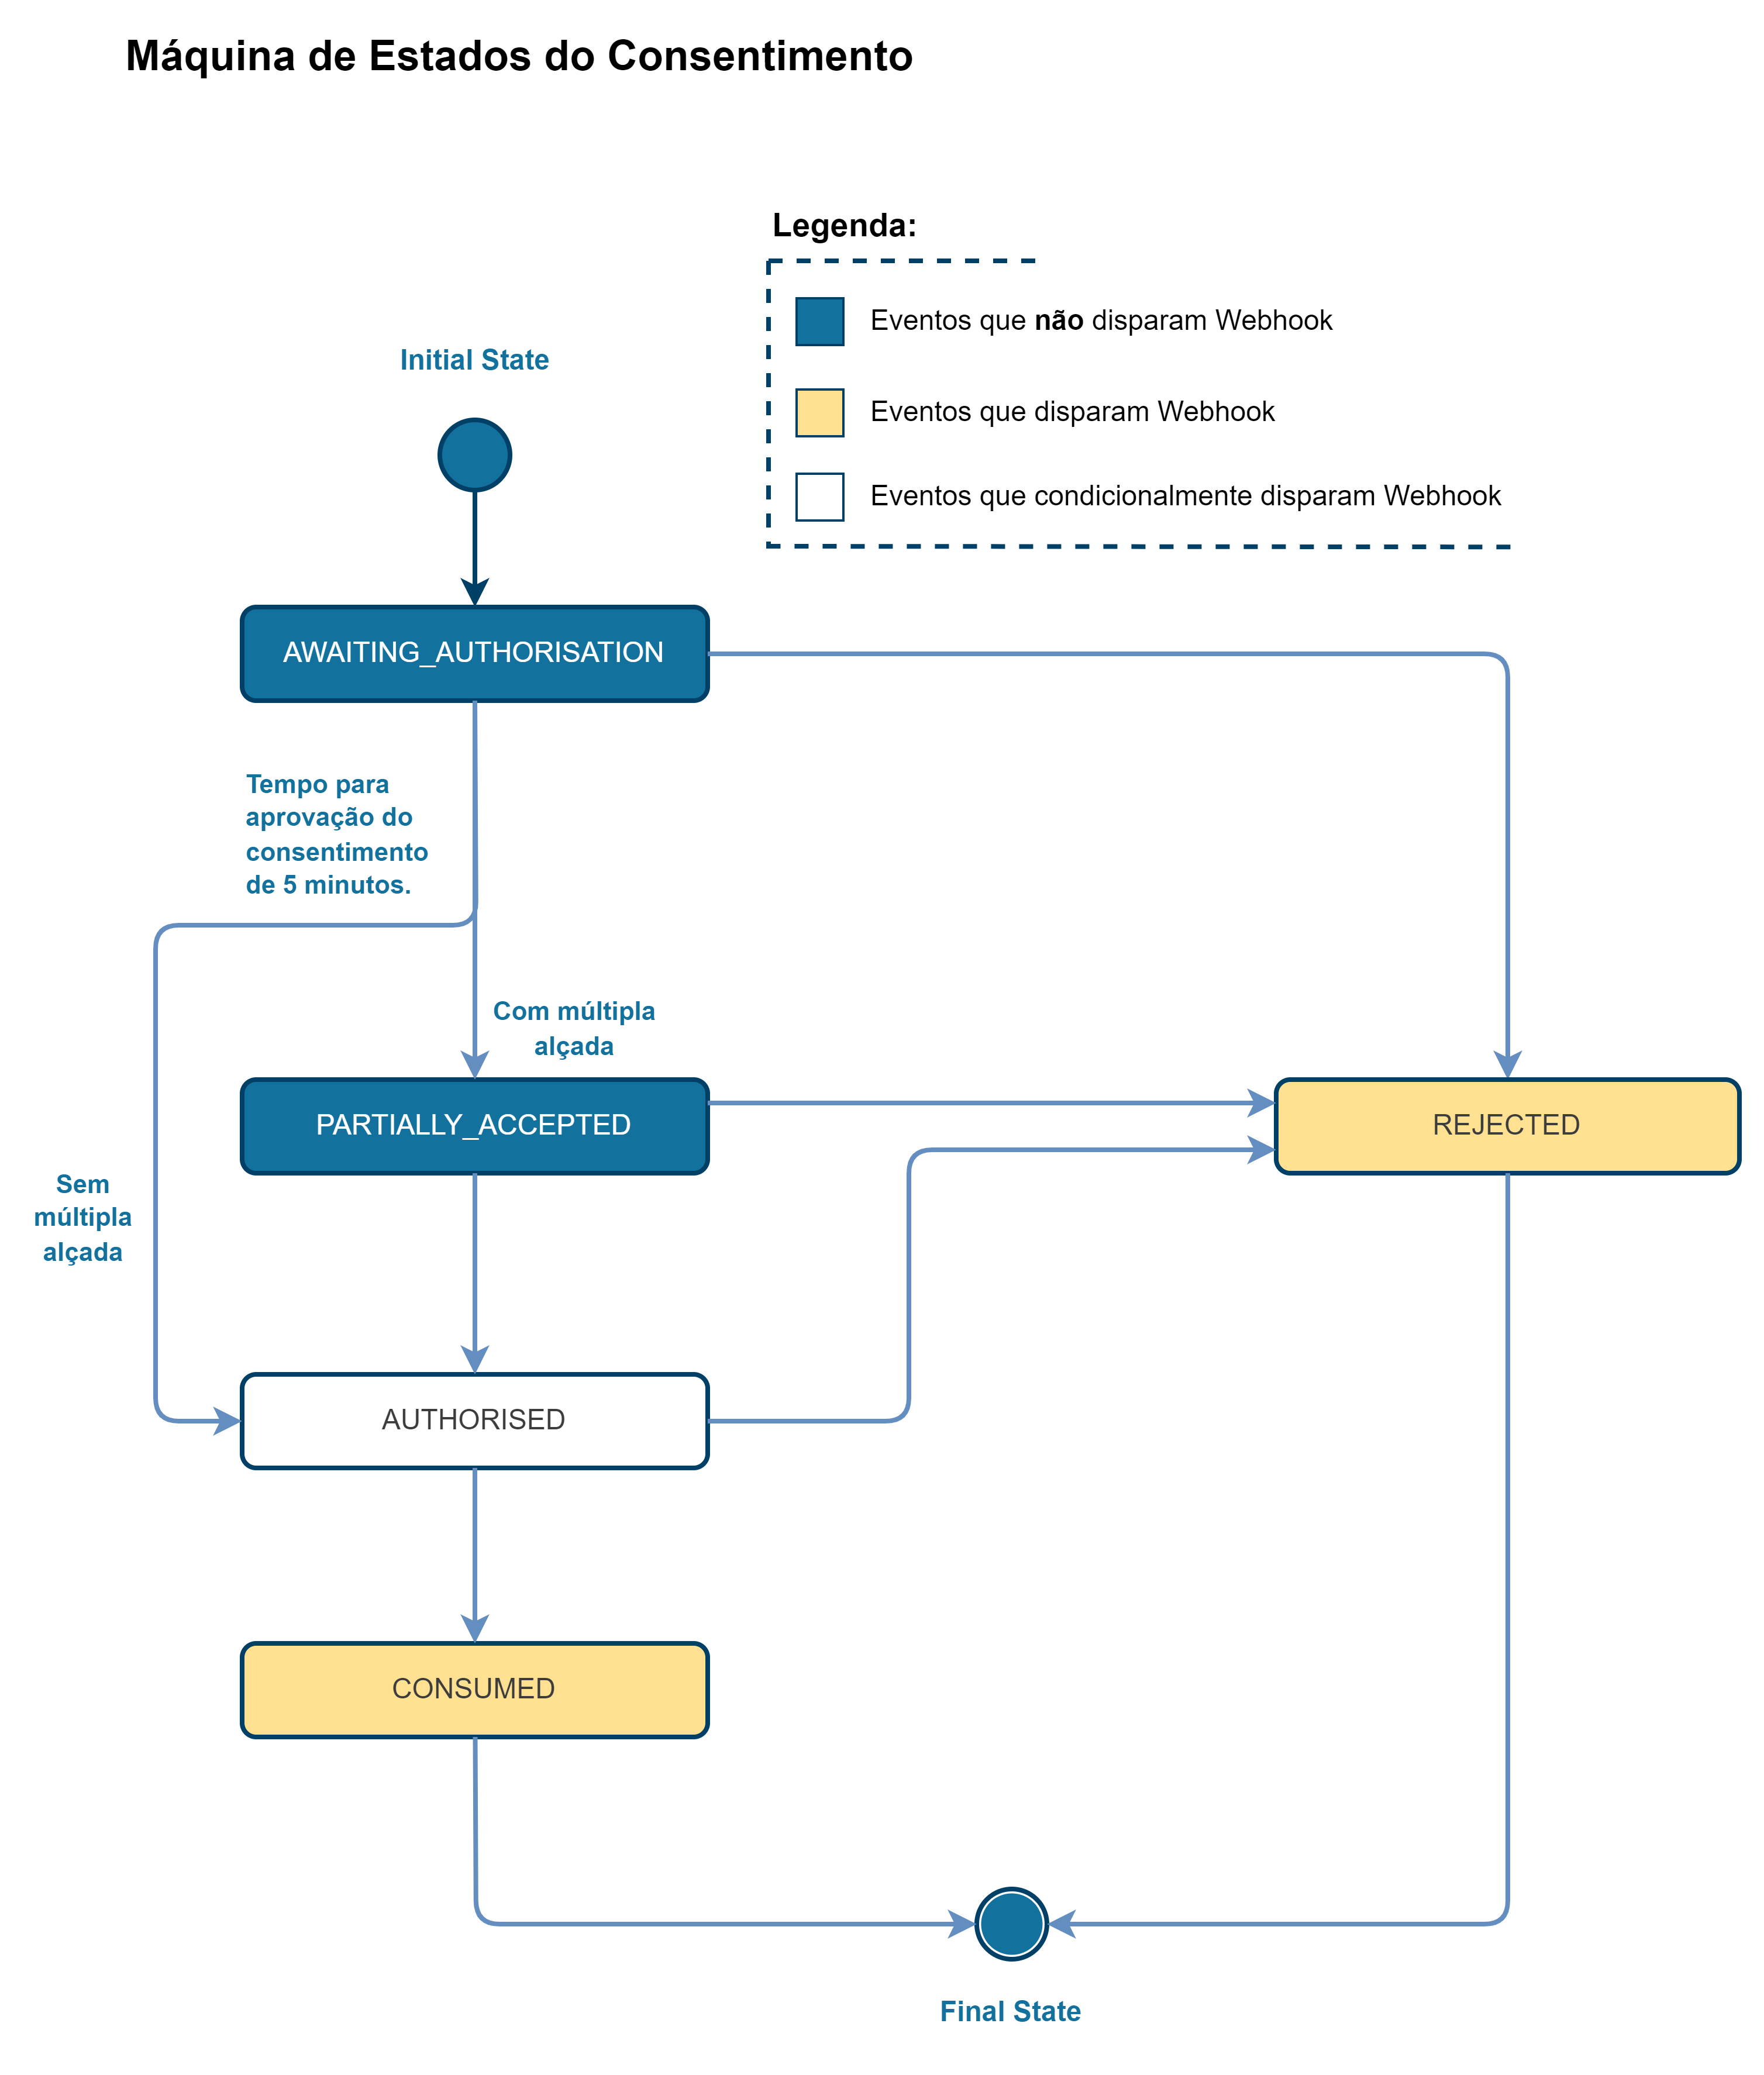 Máquina de Estados do Consentimento
Legenda:
Eventos que não disparam Webhook
Eventos que disparam Webhook
Eventos que condicionalmente disparam Webhook
Initial State
AWAITING_AUTHORISATION
Tempo para
aprovação do
consentimento
de 5 minutos.
Com múltipla
alçada
PARTIALLY_ACCEPTED
REJECTED
Sem
múltipla
alçada
AUTHORISED
CONSUMED
Final State